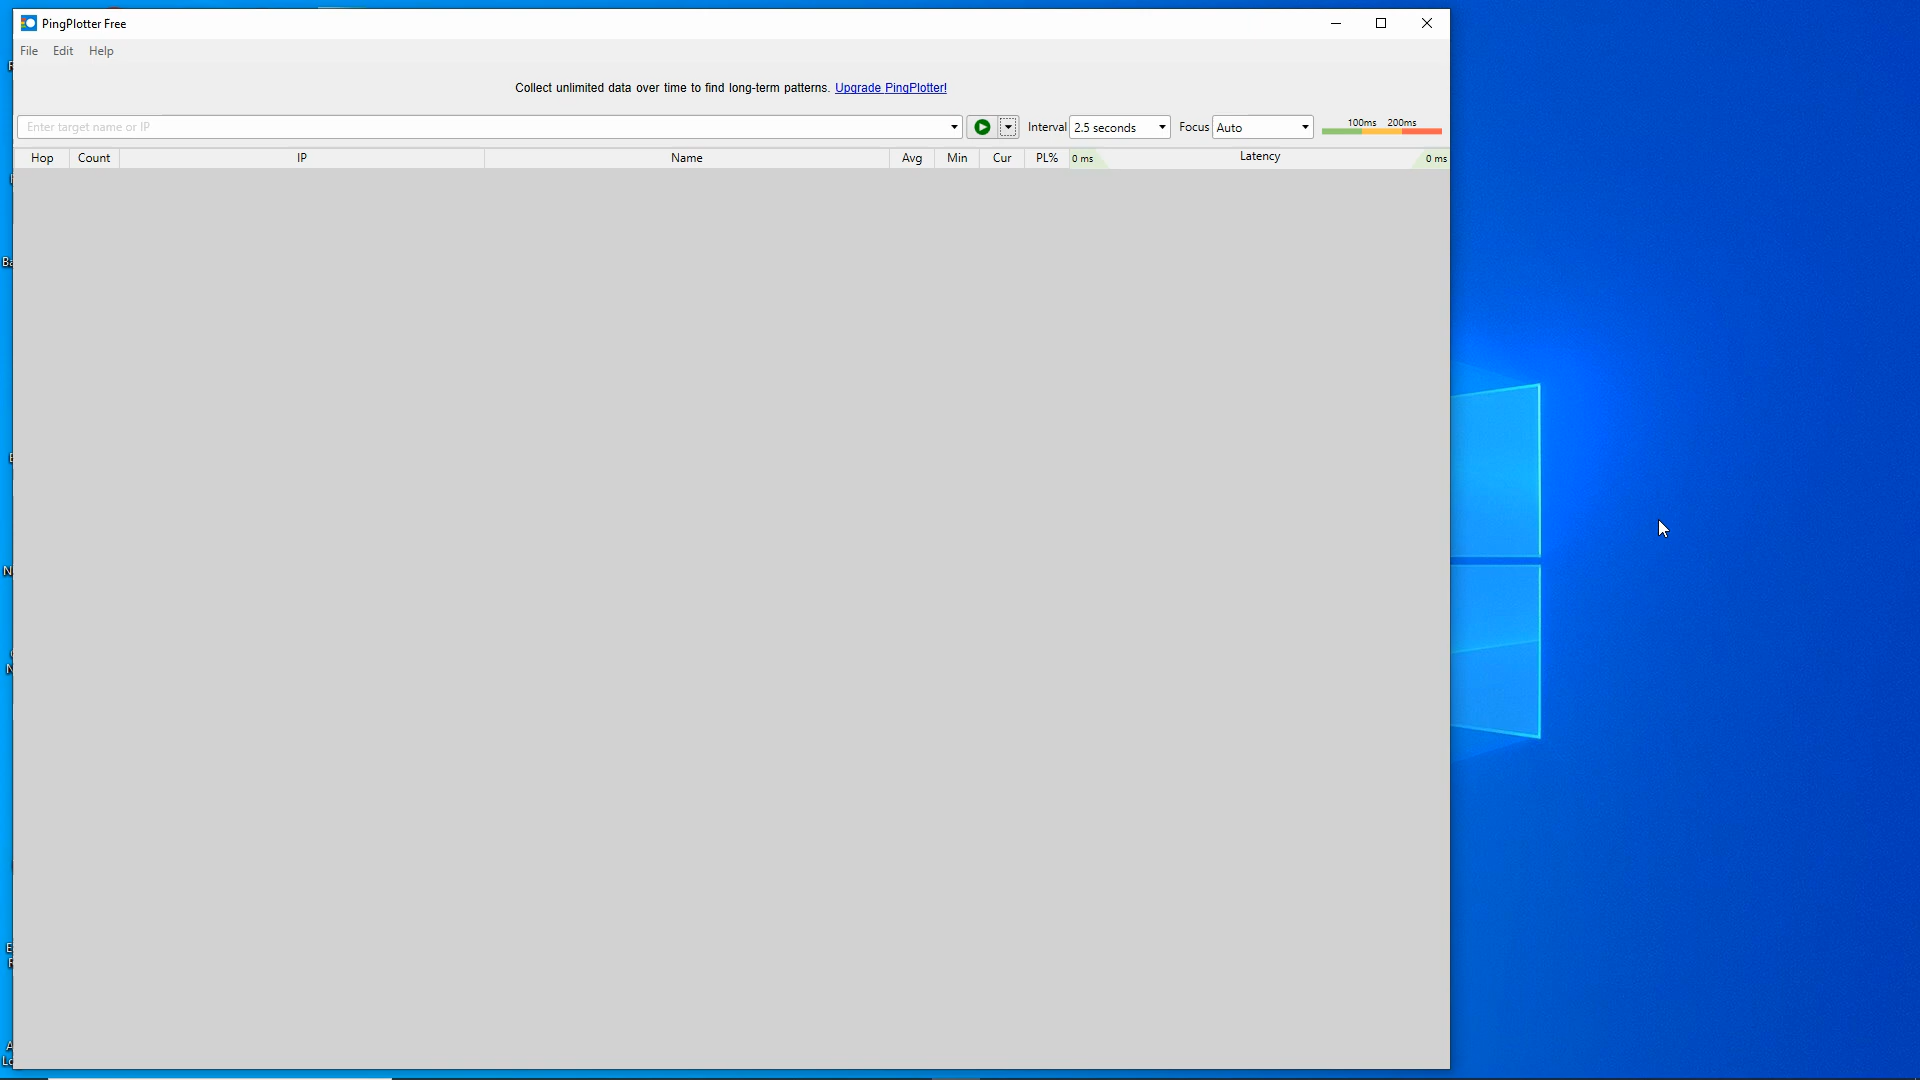 PingPlotter Free
File Edit Help
Collect unlimited data over time to find long-term patterns. Upgrade PingPlotter!
Enter target name or IP Interval 2.5 seconds Focus Auto 100ms 200ms
Hop Count IP Name Avg Min Cur PL% 0 ms Latency 0 ms